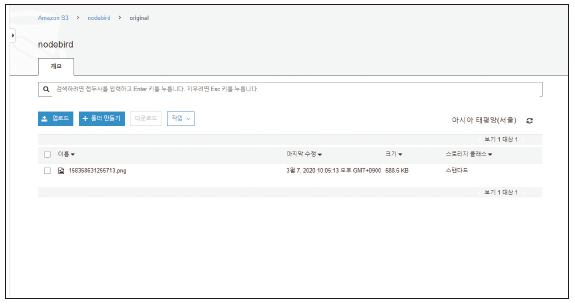 Amazon S3 > nodebird > original
nodebird
개요
검색하려면 접두사를 입력하고 Enter 키를 누릅니다. 지우려면 Esc 키를 누릅니다.
업로드 + 폴더 만들기 다운로드 작업
아시아 태평양(서울)
보기 1 대상 1
이름 마지막 수정 크기 스토리지 클래스
3월 7, 2020 10:06:13 오후 GMT+0900 588.6 KB 스탠다드
보기 1 대상 1